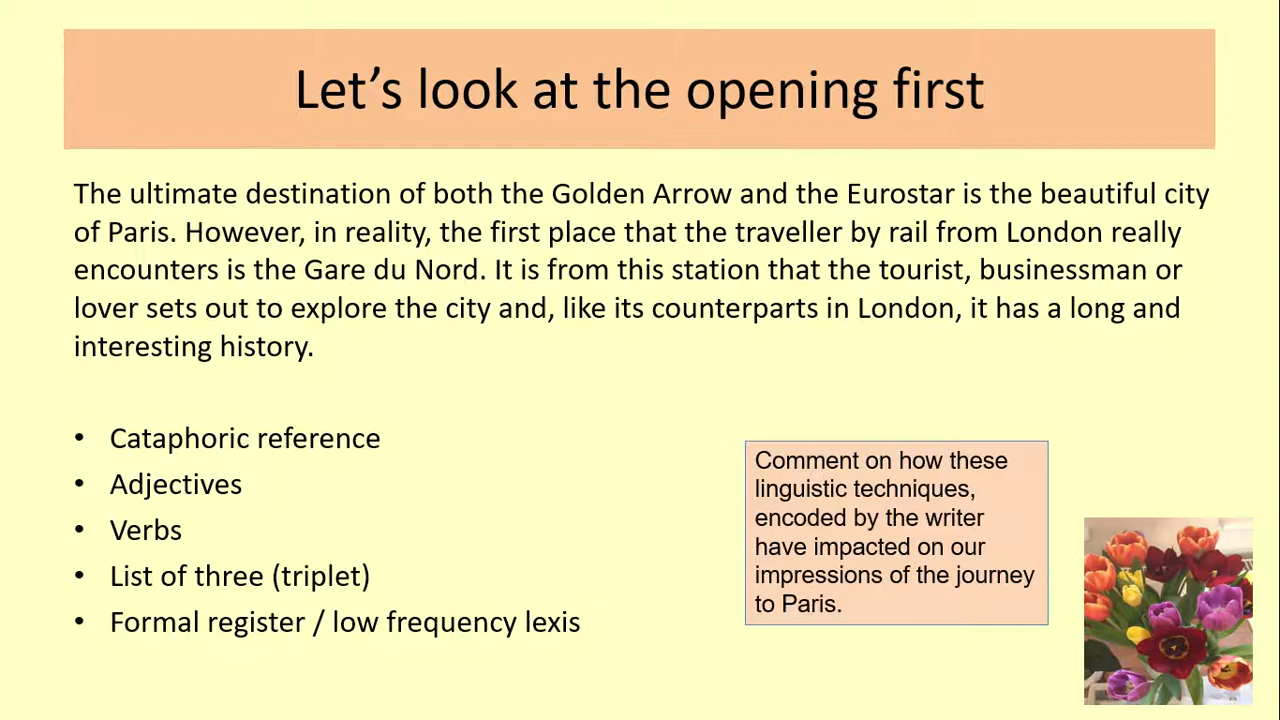 Let’s look at the opening first
The ultimate destination of both the Golden Arrow and the Eurostar is the beautiful city
of Paris. However, in reality, the first place that the traveller by rail from London really
encounters is the Gare du Nord. It is from this station that the tourist, businessman or
lover sets out to explore the city and, like its counterparts in London, it has a long and
interesting history.
• Cataphoric reference
• Adjectives
• Verbs
• List of three (triplet)
• Formal register / low frequency lexis
Comment on how these
linguistic techniques,
encoded by the writer
have impacted on our
impressions of the journey
to Paris.